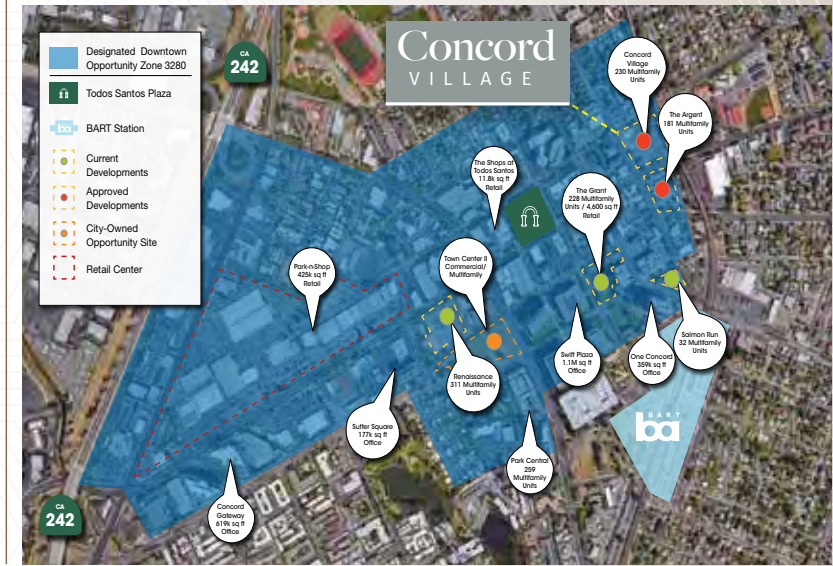 Designated Downtown
Opportunity Zone 3280
Todos Santos Plaza
ba
BART Station
Current
Developments
Approved
Developments
City-Owned
Opportunity Site
Retail Center
CA
242
Concord
VILLAGE
Concord
Village
230 Multifamily
Units
The Argent
181 Multifamily
Units
The Shops at
Todos Santos
11.8k sq ft
Retail
The Grant
228 Multifamily
Units / 4,600 sq ft
Retail
Park-n-Shop
425k sq ft
Retail
Town Center II
Commercial/
Multifamily
Renaissance
311 Multifamily
Units
Swift Plaza
1.1M sq ft
Office
One Concord
359k sq ft
Office
Salmon Run
32 Multifamily
Units
Sutter Square
177k sq ft
Office
Park Central
259
Multifamily
Units
BART
ba
Concord
Gateway
619k sq ft
Office
CA
242